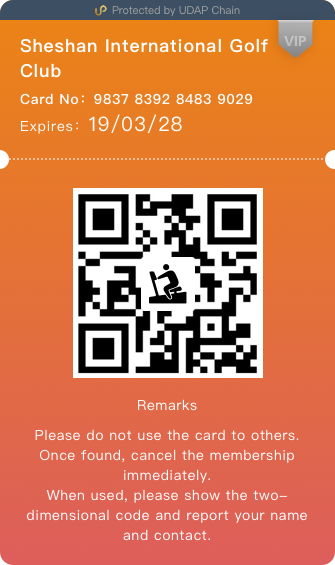 Protected by UDAP Chain
VIP
Sheshan International Golf
Club
Card No：9837 8392 8483 9029
Expires：19/03/28
Remarks
Please do not use the card to others.
Once found, cancel the membership
immediately.
When used, please show the two-
dimensional code and report your name
and contact.